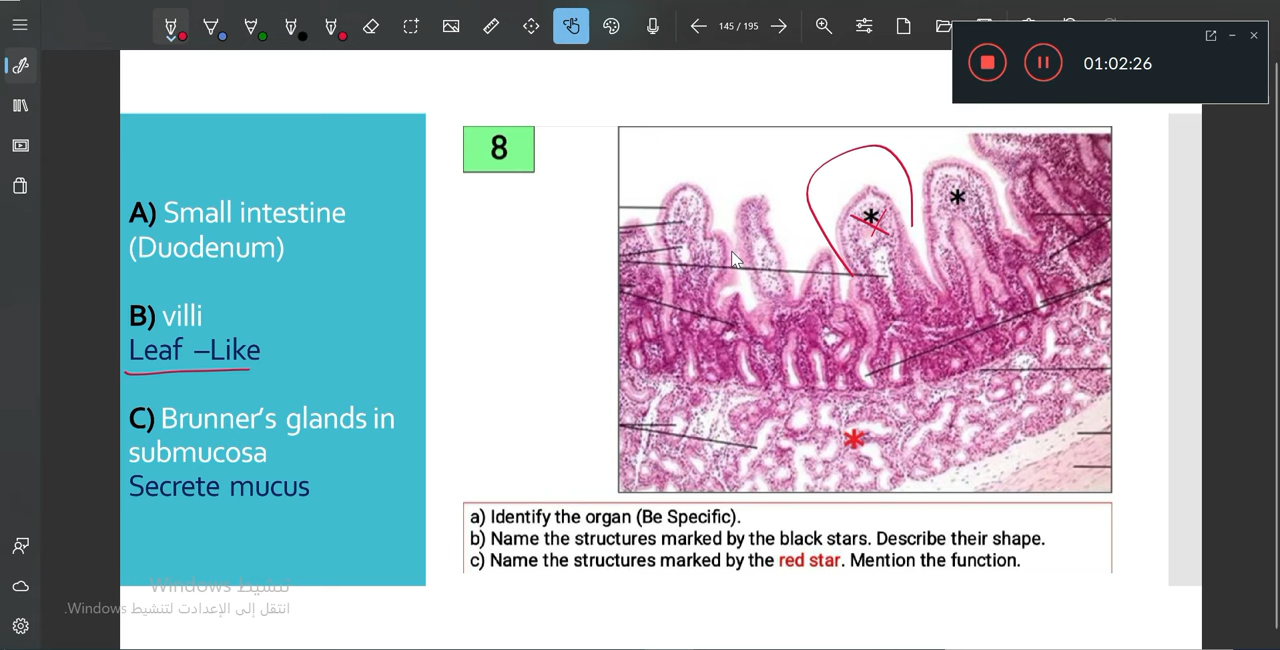 145 / 195
01:02:26
8
A) Small intestine
(Duodenum)
B) villi
Leaf –Like
C) Brunner's glands in
submucosa
Secrete mucus
*
*
*
a) Identify the organ (Be Specific).
b) Name the structures marked by the black stars. Describe their shape.
c) Name the structures marked by the red star. Mention the function.
تنشيط Windows
انتقل إلى الإعدادت لتنشيط Windows.